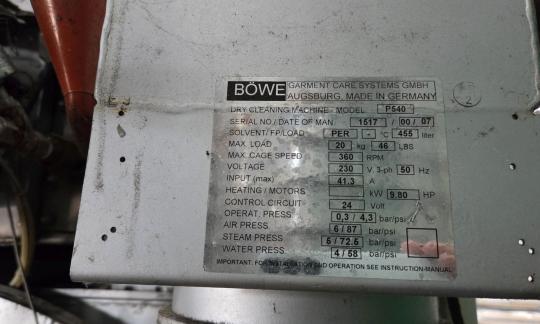 BÖWE GARMENT CARE SYSTEMS GMBH
AUGSBURG, MADE IN GERMANY
DRY CLEANING MACHINE - MODEL P540
SERIAL NO./ DATE OF MAN. 1517 / 00 / 07
SOLVENT/ FP/LOAD PER - °C 455 liter
MAX. LOAD 20 kg 46 LBS
MAX. CAGE SPEED 360 RPM
VOLTAGE 230 V. 3-ph 50 Hz
INPUT (max) 41.3 A
HEATING / MOTORS kW 9.80 HP
CONTROL CIRCUIT 24 Volt
OPERAT. PRESS. 0,3 / 4,3 bar/psi
AIR PRESS 6 / 87 bar/psi
STEAM PRESS 5 / 72.5 bar/psi
WATER PRESS 4 / 58 bar/psi
IMPORTANT: FOR INSTALLATION AND OPERATION SEE INSTRUCTION-MANUAL